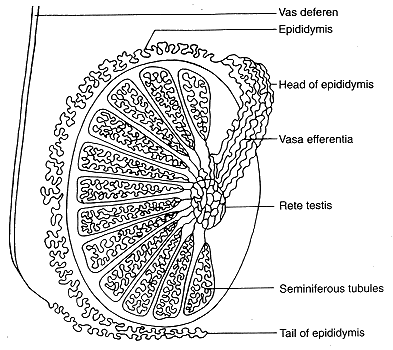 Vas deferen
Epididymis
Head of epididymis
Vasa efferentia
Rete testis
Seminiferous tubules
Tail of epididymis